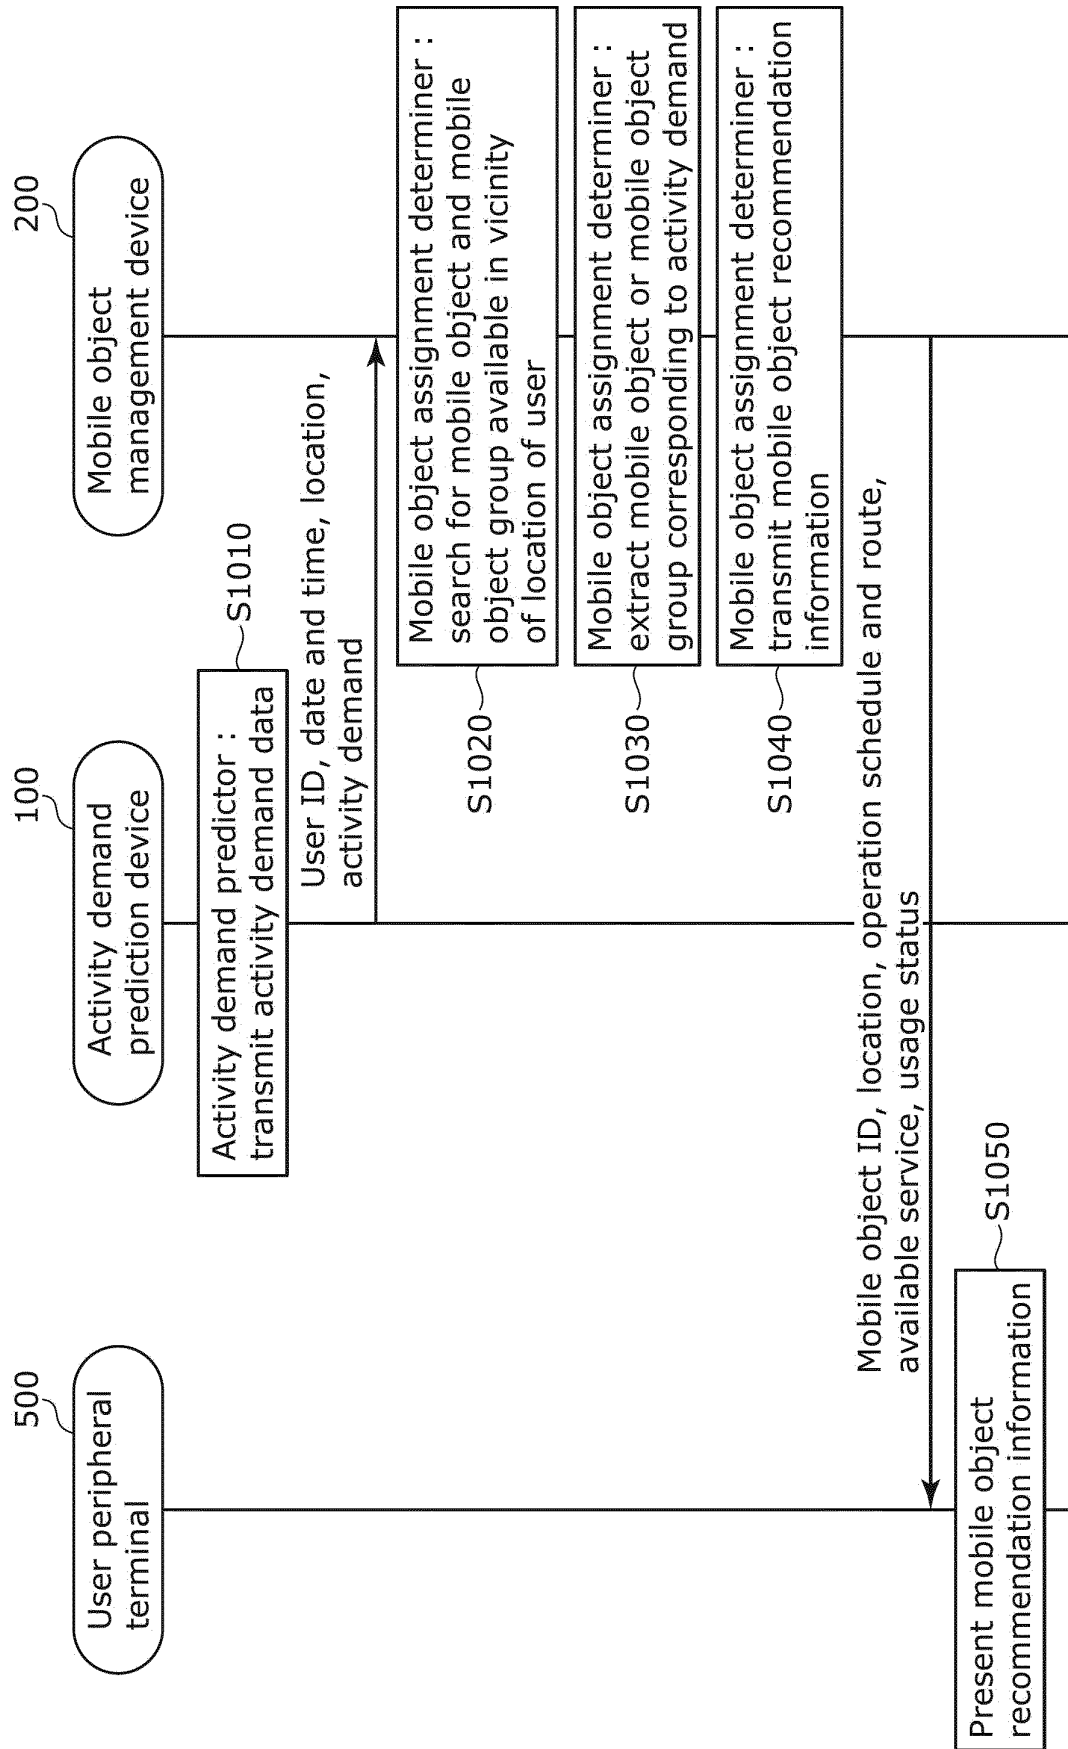 500
User peripheral
terminal
100
Activity demand
prediction device
200
Mobile object
management device
Activity demand predictor :
transmit activity demand data
S1010
User ID, date and time, location,
activity demand
S1020
Mobile object assignment determiner :
search for mobile object and mobile
object group available in vicinity
of location of user
S1030
Mobile object assignment determiner :
extract mobile object or mobile object
group corresponding to activity demand
S1040
Mobile object assignment determiner :
transmit mobile object recommendation
information
Mobile object ID, location, operation schedule and route,
available service, usage status
S1050
Present mobile object
recommendation information